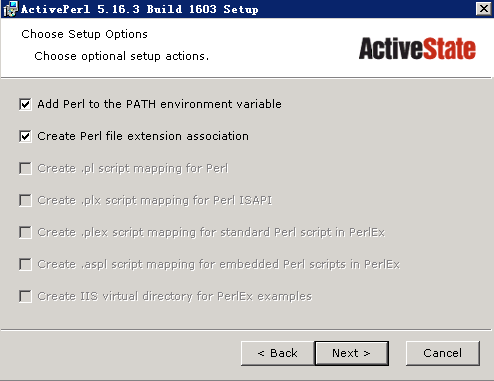 ActivePerl 5.16.3 Build 1603 Setup
Choose Setup Options
Choose optional setup actions.
ActiveState
Add Perl to the PATH environment variable
Create Perl file extension association
Create .pl script mapping for Perl
Create .plx script mapping for Perl ISAPI
Create .plex script mapping for standard Perl script in PerlEx
Create .aspl script mapping for embedded Perl scripts in PerlEx
Create IIS virtual directory for PerlEx examples
< Back
Next >
Cancel